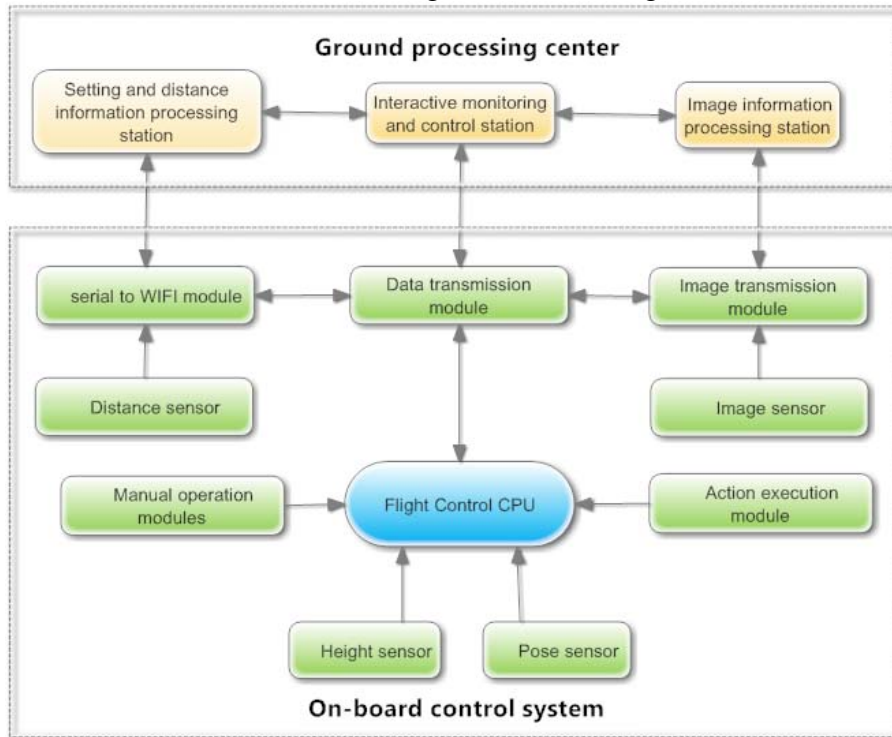 Ground processing center
Setting and distance
information processing
station
Interactive monitoring
and control station
Image information
processing station
serial to WIFI module
Data transmission
module
Image transmission
module
Distance sensor
Image sensor
Manual operation
modules
Flight Control CPU
Action execution
module
Height sensor
Pose sensor
On-board control system